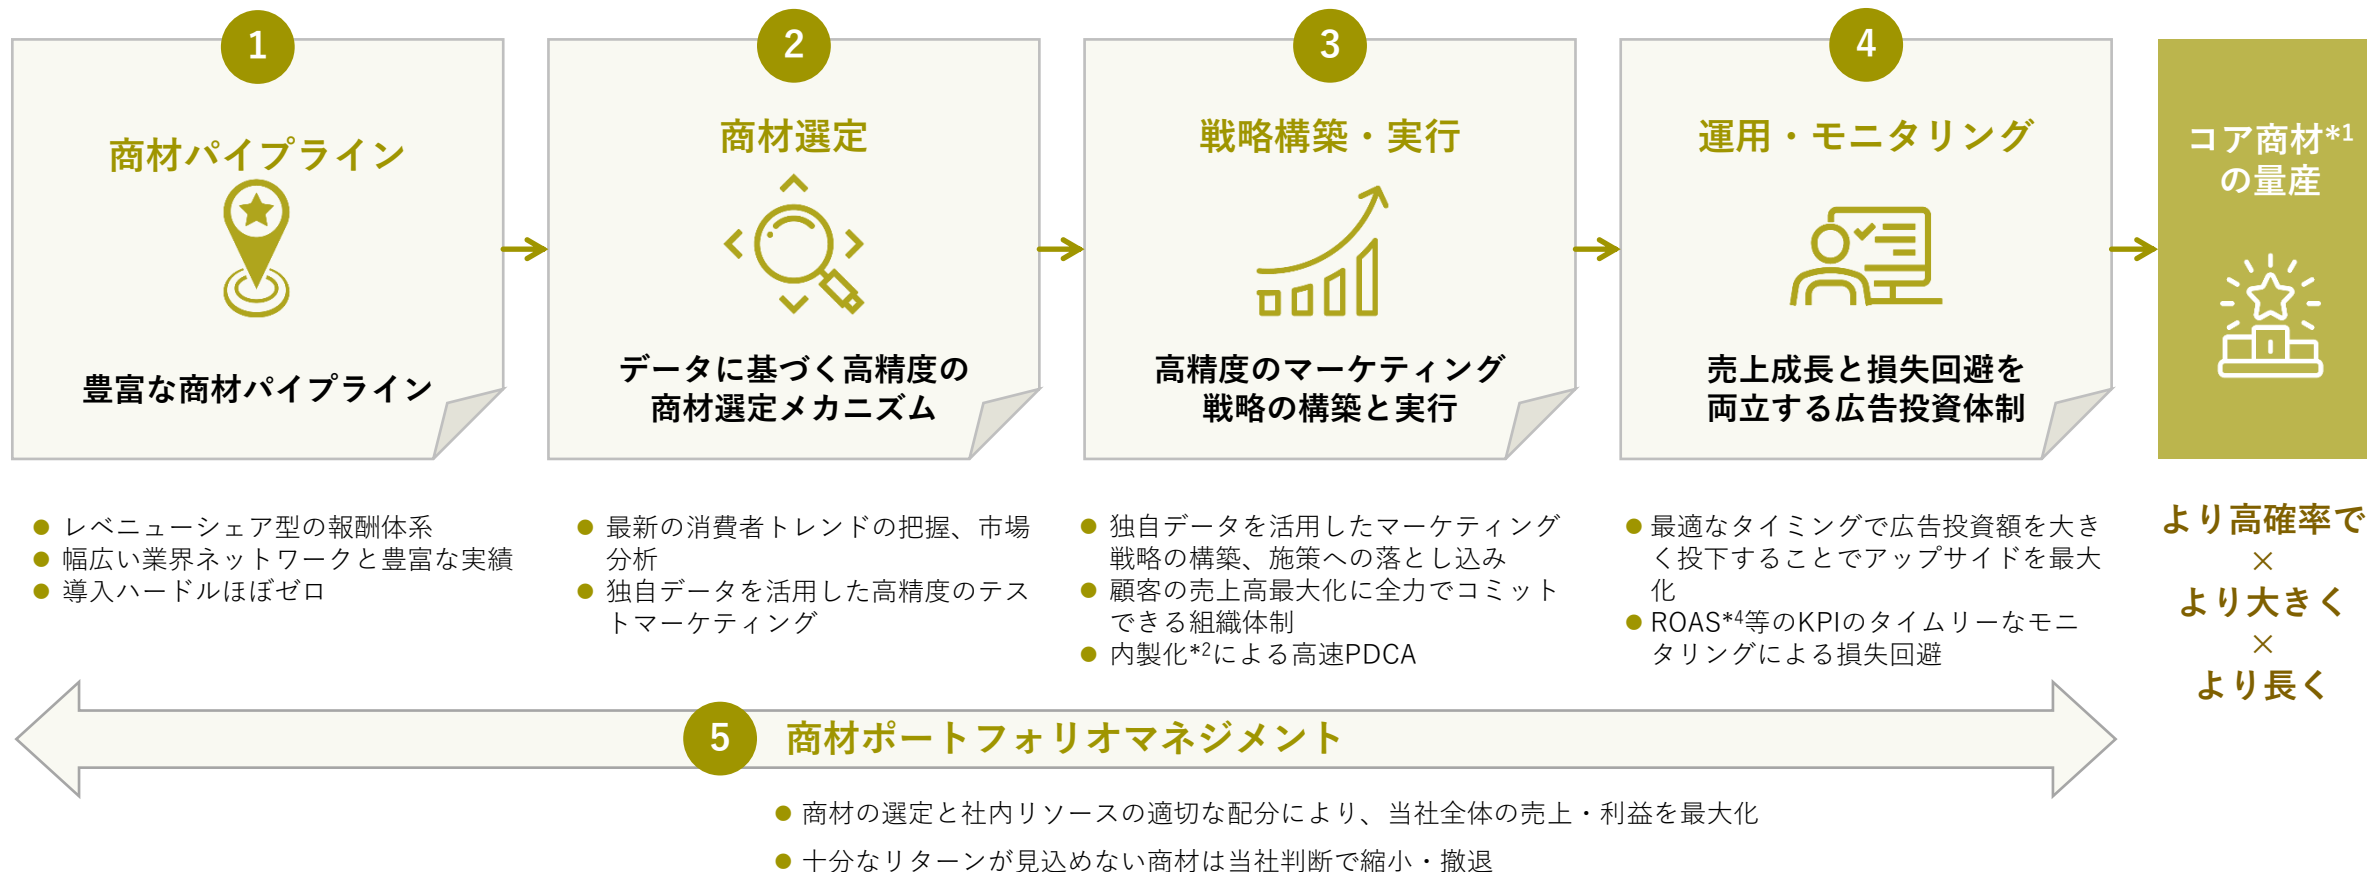 1
商材パイプライン
豊富な商材パイプライン
● レベニューシェア型の報酬体系
● 幅広い業界ネットワークと豊富な実績
● 導入ハードルほぼゼロ
2
商材選定
データに基づく高精度の
商材選定メカニズム
● 最新の消費者トレンドの把握、市場
分析
● 独自データを活用した高精度のテス
トマーケティング
3
戦略構築・実行
高精度のマーケティング
戦略の構築と実行
● 独自データを活用したマーケティング
戦略の構築、施策への落とし込み
● 顧客の売上高最大化に全力でコミット
できる組織体制
● 内製化*2による高速PDCA
4
運用・モニタリング
売上成長と損失回避を
両立する広告投資体制
● 最適なタイミングで広告投資額を大き
く投下することでアップサイドを最大
化
● ROAS*4等のKPIのタイムリーなモニ
タリングによる損失回避
コア商材*1
の量産
より高確率で
×
より大きく
×
より長く
5 商材ポートフォリオマネジメント
● 商材の選定と社内リソースの適切な配分により、当社全体の売上・利益を最大化
● 十分なリターンが見込めない商材は当社判断で縮小・撤退